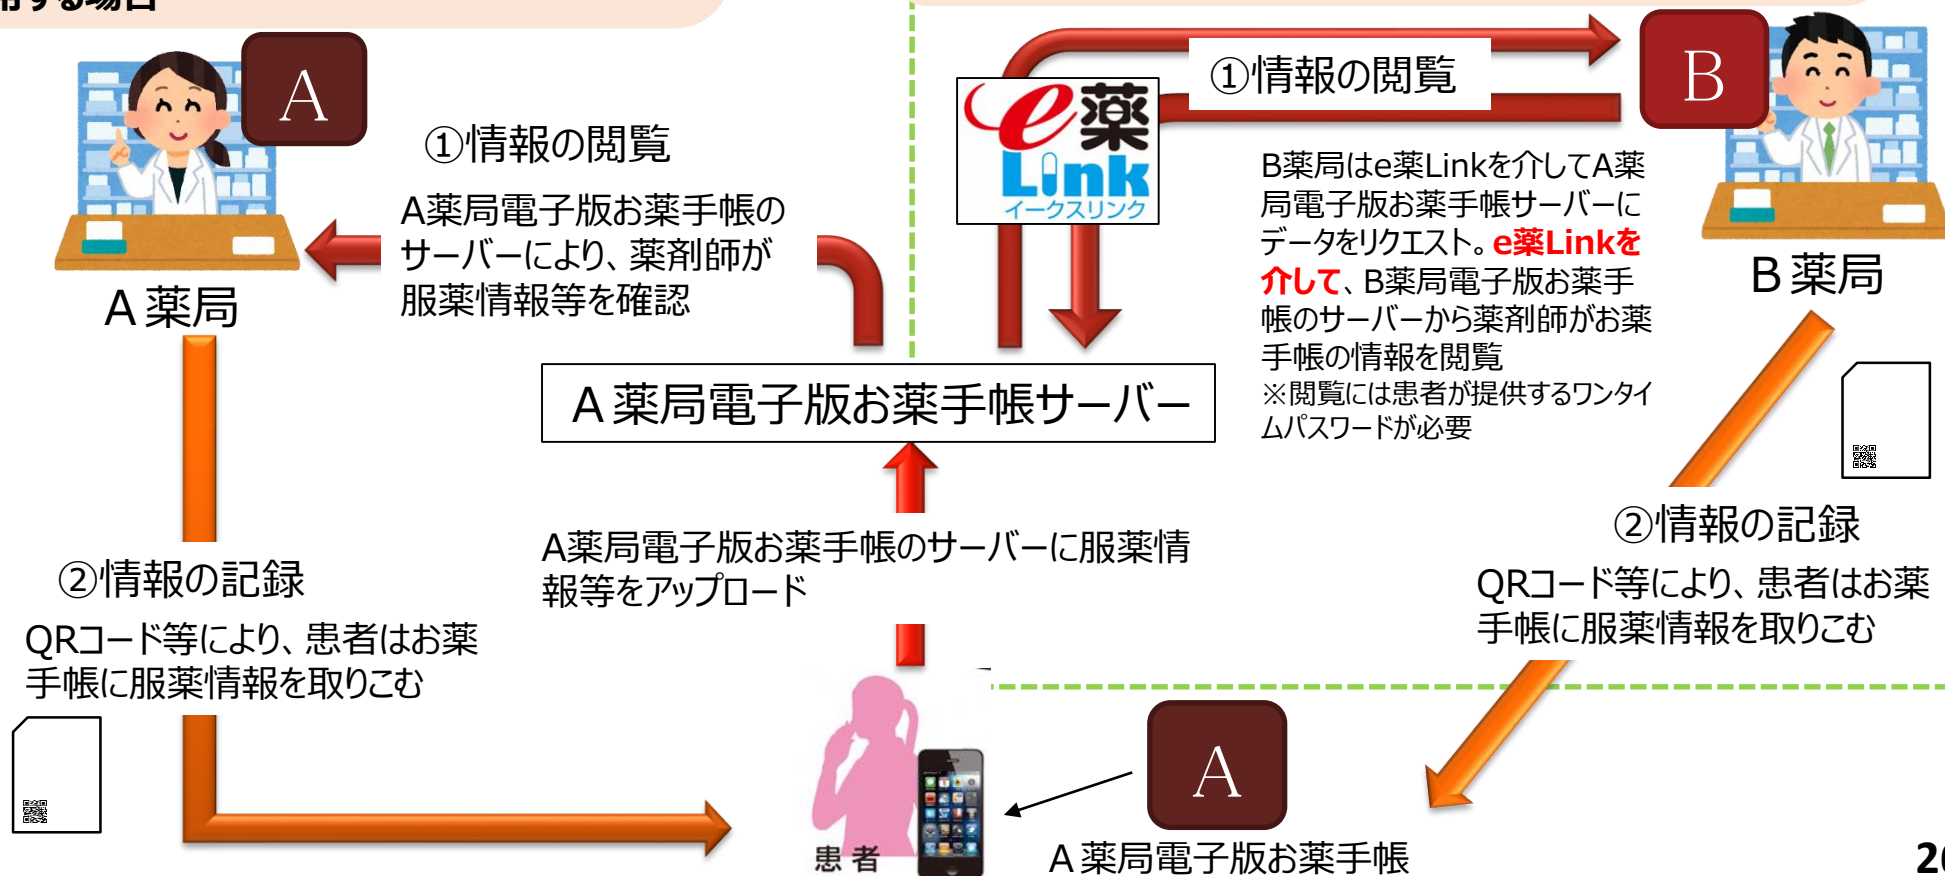 用する場合
A
A薬局
①情報の閲覧
A薬局電子版お薬手帳の
サーバーにより、薬剤師が
服薬情報等を確認
②情報の記録
QRコード等により、患者はお薬
手帳に服薬情報を取りこむ
e薬
Link
イークスリンク
①情報の閲覧
B
B薬局
B薬局はe薬Linkを介してA薬
局電子版お薬手帳サーバーに
データをリクエスト。e薬Linkを
介して、B薬局電子版お薬手
帳のサーバーから薬剤師がお薬
手帳の情報を閲覧
※閲覧には患者が提供するワンタイ
ムパスワードが必要
A薬局電子版お薬手帳サーバー
A薬局電子版お薬手帳のサーバーに服薬情
報等をアップロード
②情報の記録
QRコード等により、患者はお薬
手帳に服薬情報を取りこむ
患者
A
A薬局電子版お薬手帳